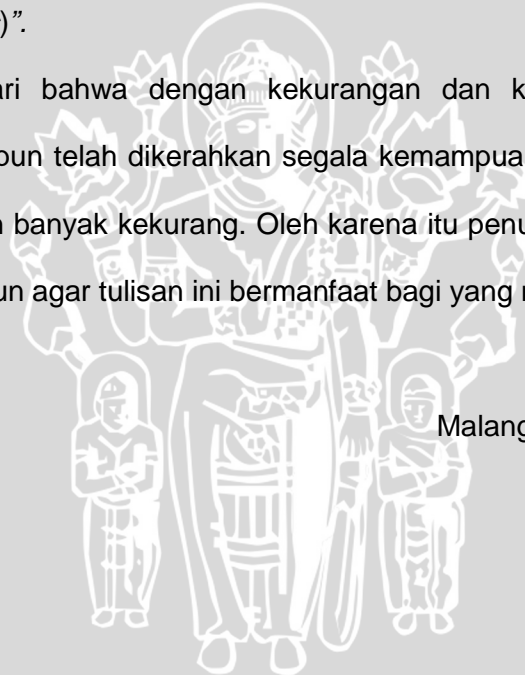 )”.
ri bahwa dengan kekurangan dan k
oun telah dikerahkan segala kemampua
n banyak kekurang. Oleh karena itu penu
un agar tulisan ini bermanfaat bagi yang r
Malang